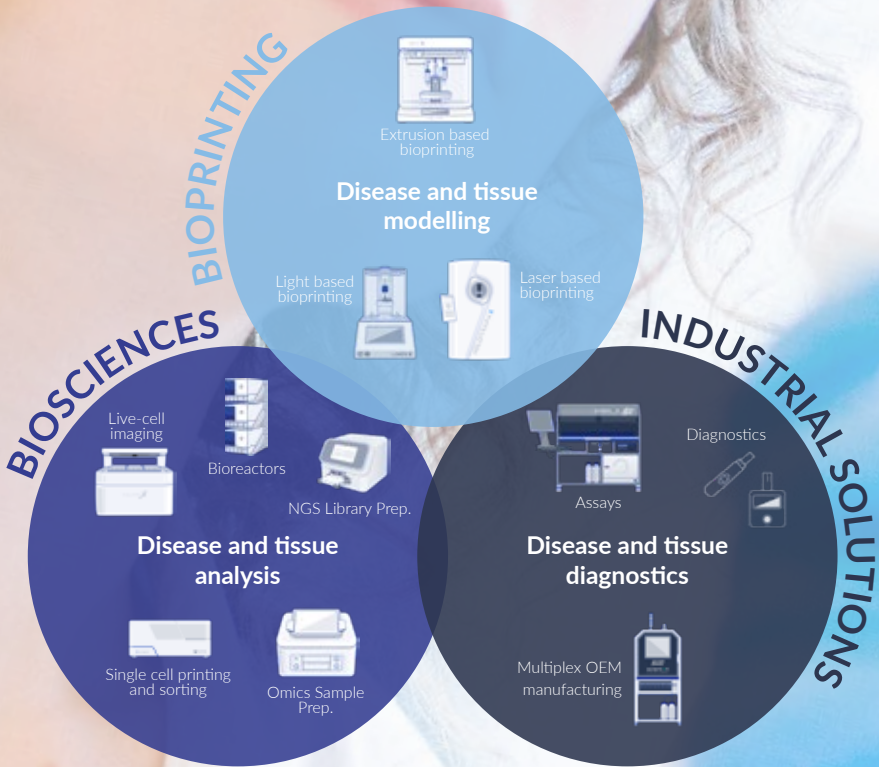 BIOPRINTING
Extrusion based
bioprinting
Disease and tissue
modelling
Light based
bioprinting
Laser based
bioprinting
BIOSCIENCES
Live-cell
imaging
Bioreactors
NGS Library Prep.
Disease and tissue
analysis
Single cell printing
and sorting
Omics Sample
Prep.
INDUSTRIAL SOLUTIONS
Assays
Diagnostics
Disease and tissue
diagnostics
Multiplex OEM
manufacturing